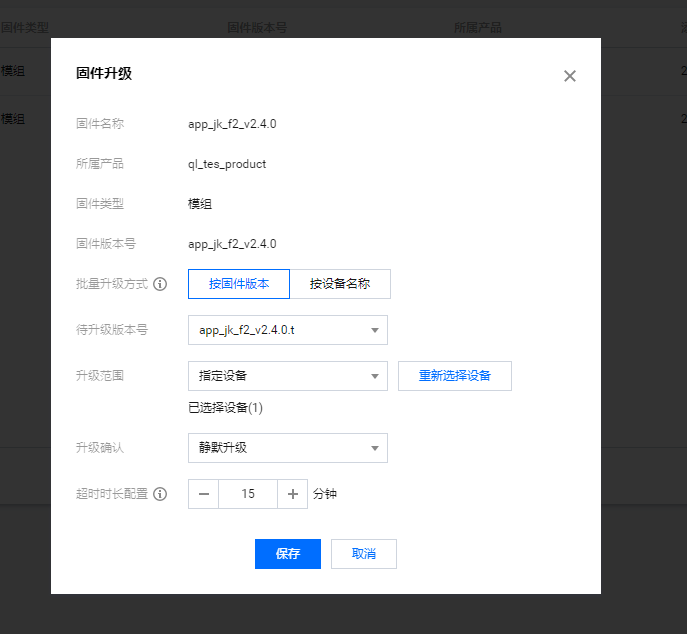 固件类型 固件版本号 所属产品
模组 2
模组 2
固件升级
固件名称 app_jk_f2_v2.4.0
所属产品 ql_tes_product
固件类型 模组
固件版本号 app_jk_f2_v2.4.0
批量升级方式 按固件版本 按设备名称
待升级版本号 app_jk_f2_v2.4.0.t
升级范围 指定设备 重新选择设备
已选择设备(1)
升级确认 静默升级
超时时长配置 − 15 + 分钟
保存 取消